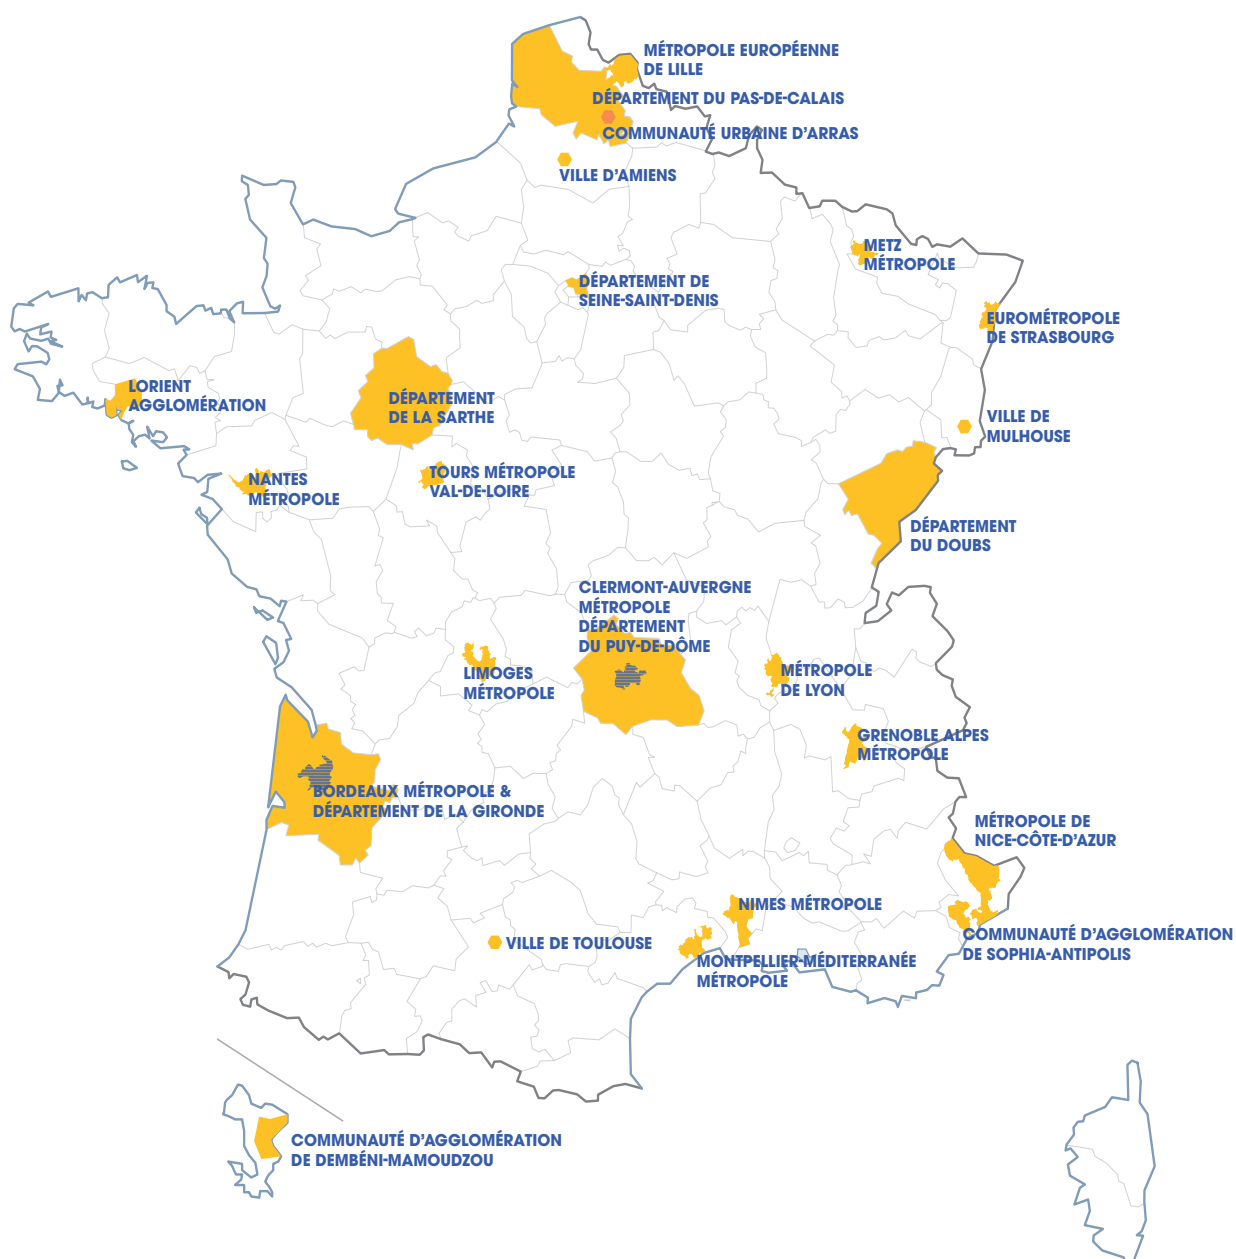 MÉTROPOLE EUROPÉENNE
DE LILLE
DÉPARTEMENT DU PAS-DE-CALAIS
COMMUNAUTÉ URBAINE D'ARRAS
VILLE D'AMIENS
METZ
MÉTROPOLE
DÉPARTEMENT DE
SEINE-SAINT-DENIS
EUROMÉTROPOLE
DE STRASBOURG
LORIENT
AGGLOMÉRATION
DÉPARTEMENT
DE LA SARTHE
VILLE DE
MULHOUSE
NANTES
MÉTROPOLE
TOURS MÉTROPOLE
VAL-DE-LOIRE
DÉPARTEMENT
DU DOUBS
CLERMONT-AUVERGNE
MÉTROPOLE
DÉPARTEMENT
DU PUY-DE-DÔME
LIMOGES
MÉTROPOLE
MÉTROPOLE
DE LYON
GRENOBLE ALPES
MÉTROPOLE
BORDEAUX MÉTROPOLE &
DÉPARTEMENT DE LA GIRONDE
MÉTROPOLE DE
NICE-CÔTE-D'AZUR
NIMES MÉTROPOLE
VILLE DE TOULOUSE
COMMUNAUTÉ D'AGGLOMÉRATION
DE SOPHIA-ANTIPOLIS
MONTPELLIER-MÉDITERRANÉE
MÉTROPOLE
COMMUNAUTÉ D'AGGLOMÉRATION
DE DEMBÉNI-MAMOUDZOU